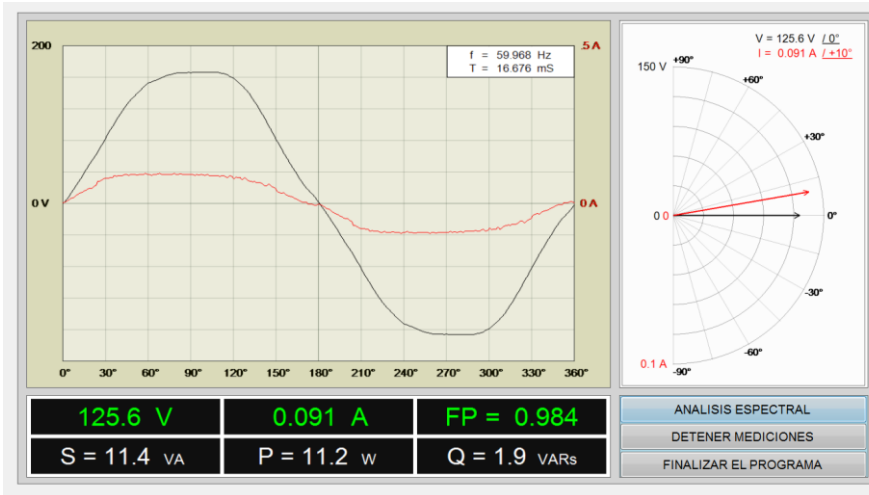 200
.5 A
f = 59.968 Hz
T = 16.676 mS
0 V
0 A
0° 30° 60° 90° 120° 150° 180° 210° 240° 270° 300° 330° 360°
V = 125.6 V / 0°
I = 0.091 A / +10°
150 V +90°
+60°
+30°
0 0 0°
-30°
-60°
0.1 A -90°
125.6 V 0.091 A FP = 0.984
S = 11.4 VA P = 11.2 W Q = 1.9 VARs
ANALISIS ESPECTRAL
DETENER MEDICIONES
FINALIZAR EL PROGRAMA